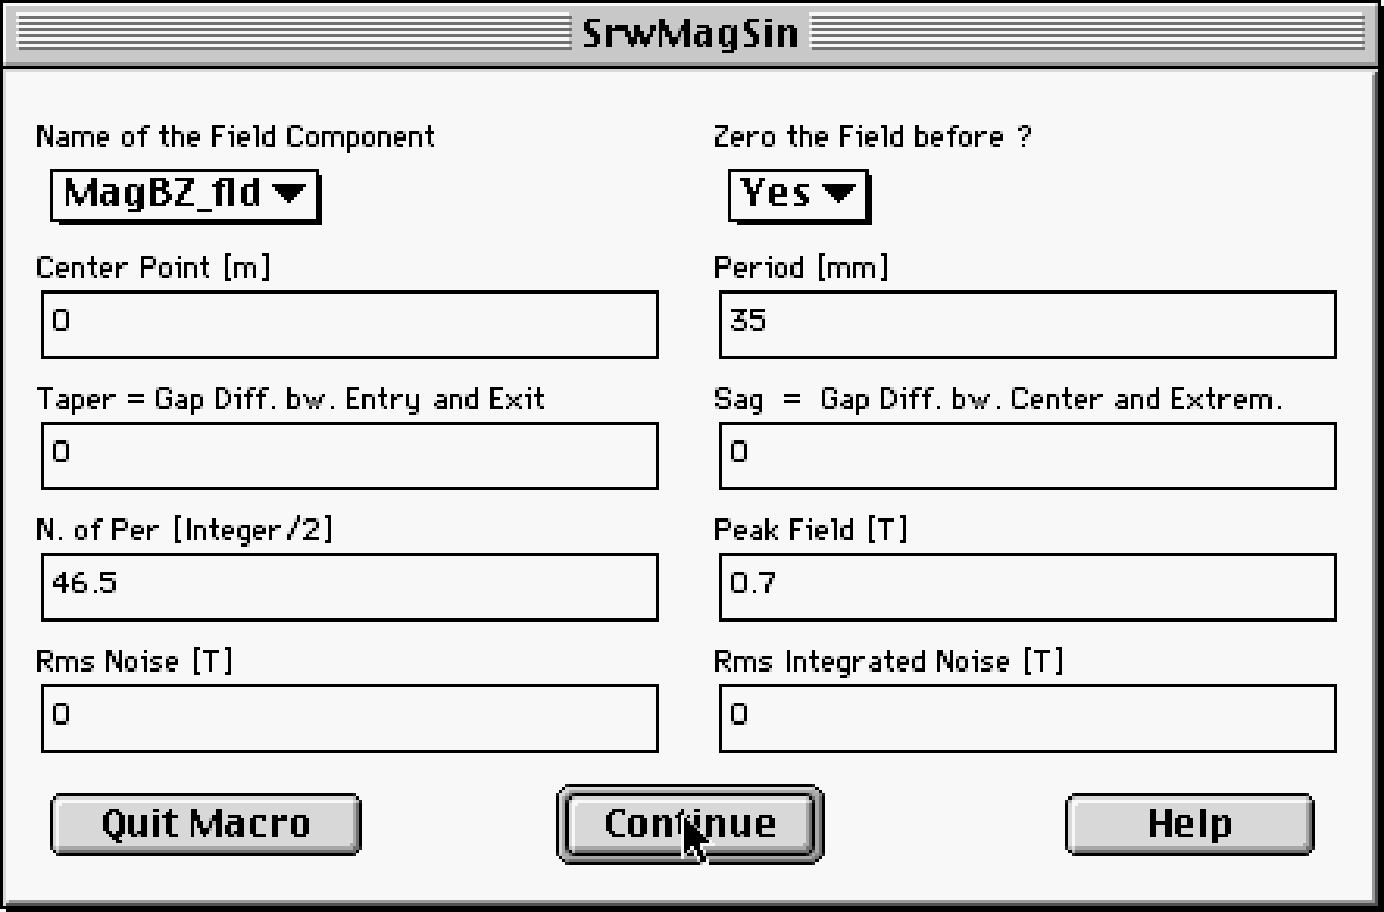 SrwMagSin
Name of the Field Component
Zero the Field before ?
MagBZ_fld
Yes
Center Point [m]
Period [mm]
0
35
Taper = Gap Diff. bw. Entry and Exit
Sag = Gap Diff. bw. Center and Extrem.
0
0
N. of Per [Integer/2]
Peak Field [T]
46.5
0.7
Rms Noise [T]
Rms Integrated Noise [T]
0
0
Quit Macro
Continue
Help